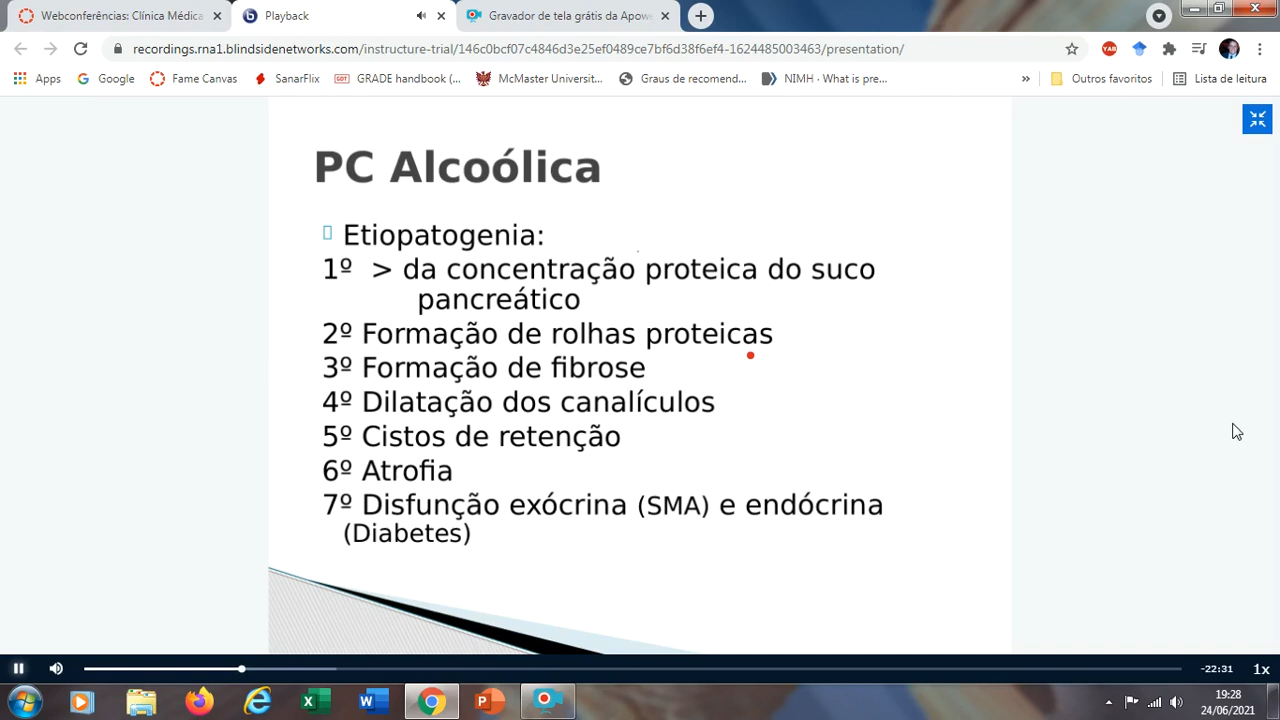 Webconferências: Clínica Médica
Playback
Gravador de tela grátis da Apowe
recordings.rna1.blindsidenetworks.com/instructure-trial/146c0bcf07c4846d3e25ef0489ce7bf6d38f6ef4-1624485003463/presentation/
Apps
Google
Fame Canvas
SanarFlix
GRADE handbook (...
McMaster Universit...
Graus de recomend...
NIMH · What is pre...
»
Outros favoritos
Lista de leitura
PC Alcoólica
Etiopatogenia:
1º > da concentração proteica do suco
pancreático
2º Formação de rolhas proteicas
3º Formação de fibrose
4º Dilatação dos canalículos
5º Cistos de retenção
6º Atrofia
7º Disfunção exócrina (SMA) e endócrina
(Diabetes)
-22:31
1x
19:28
24/06/2021